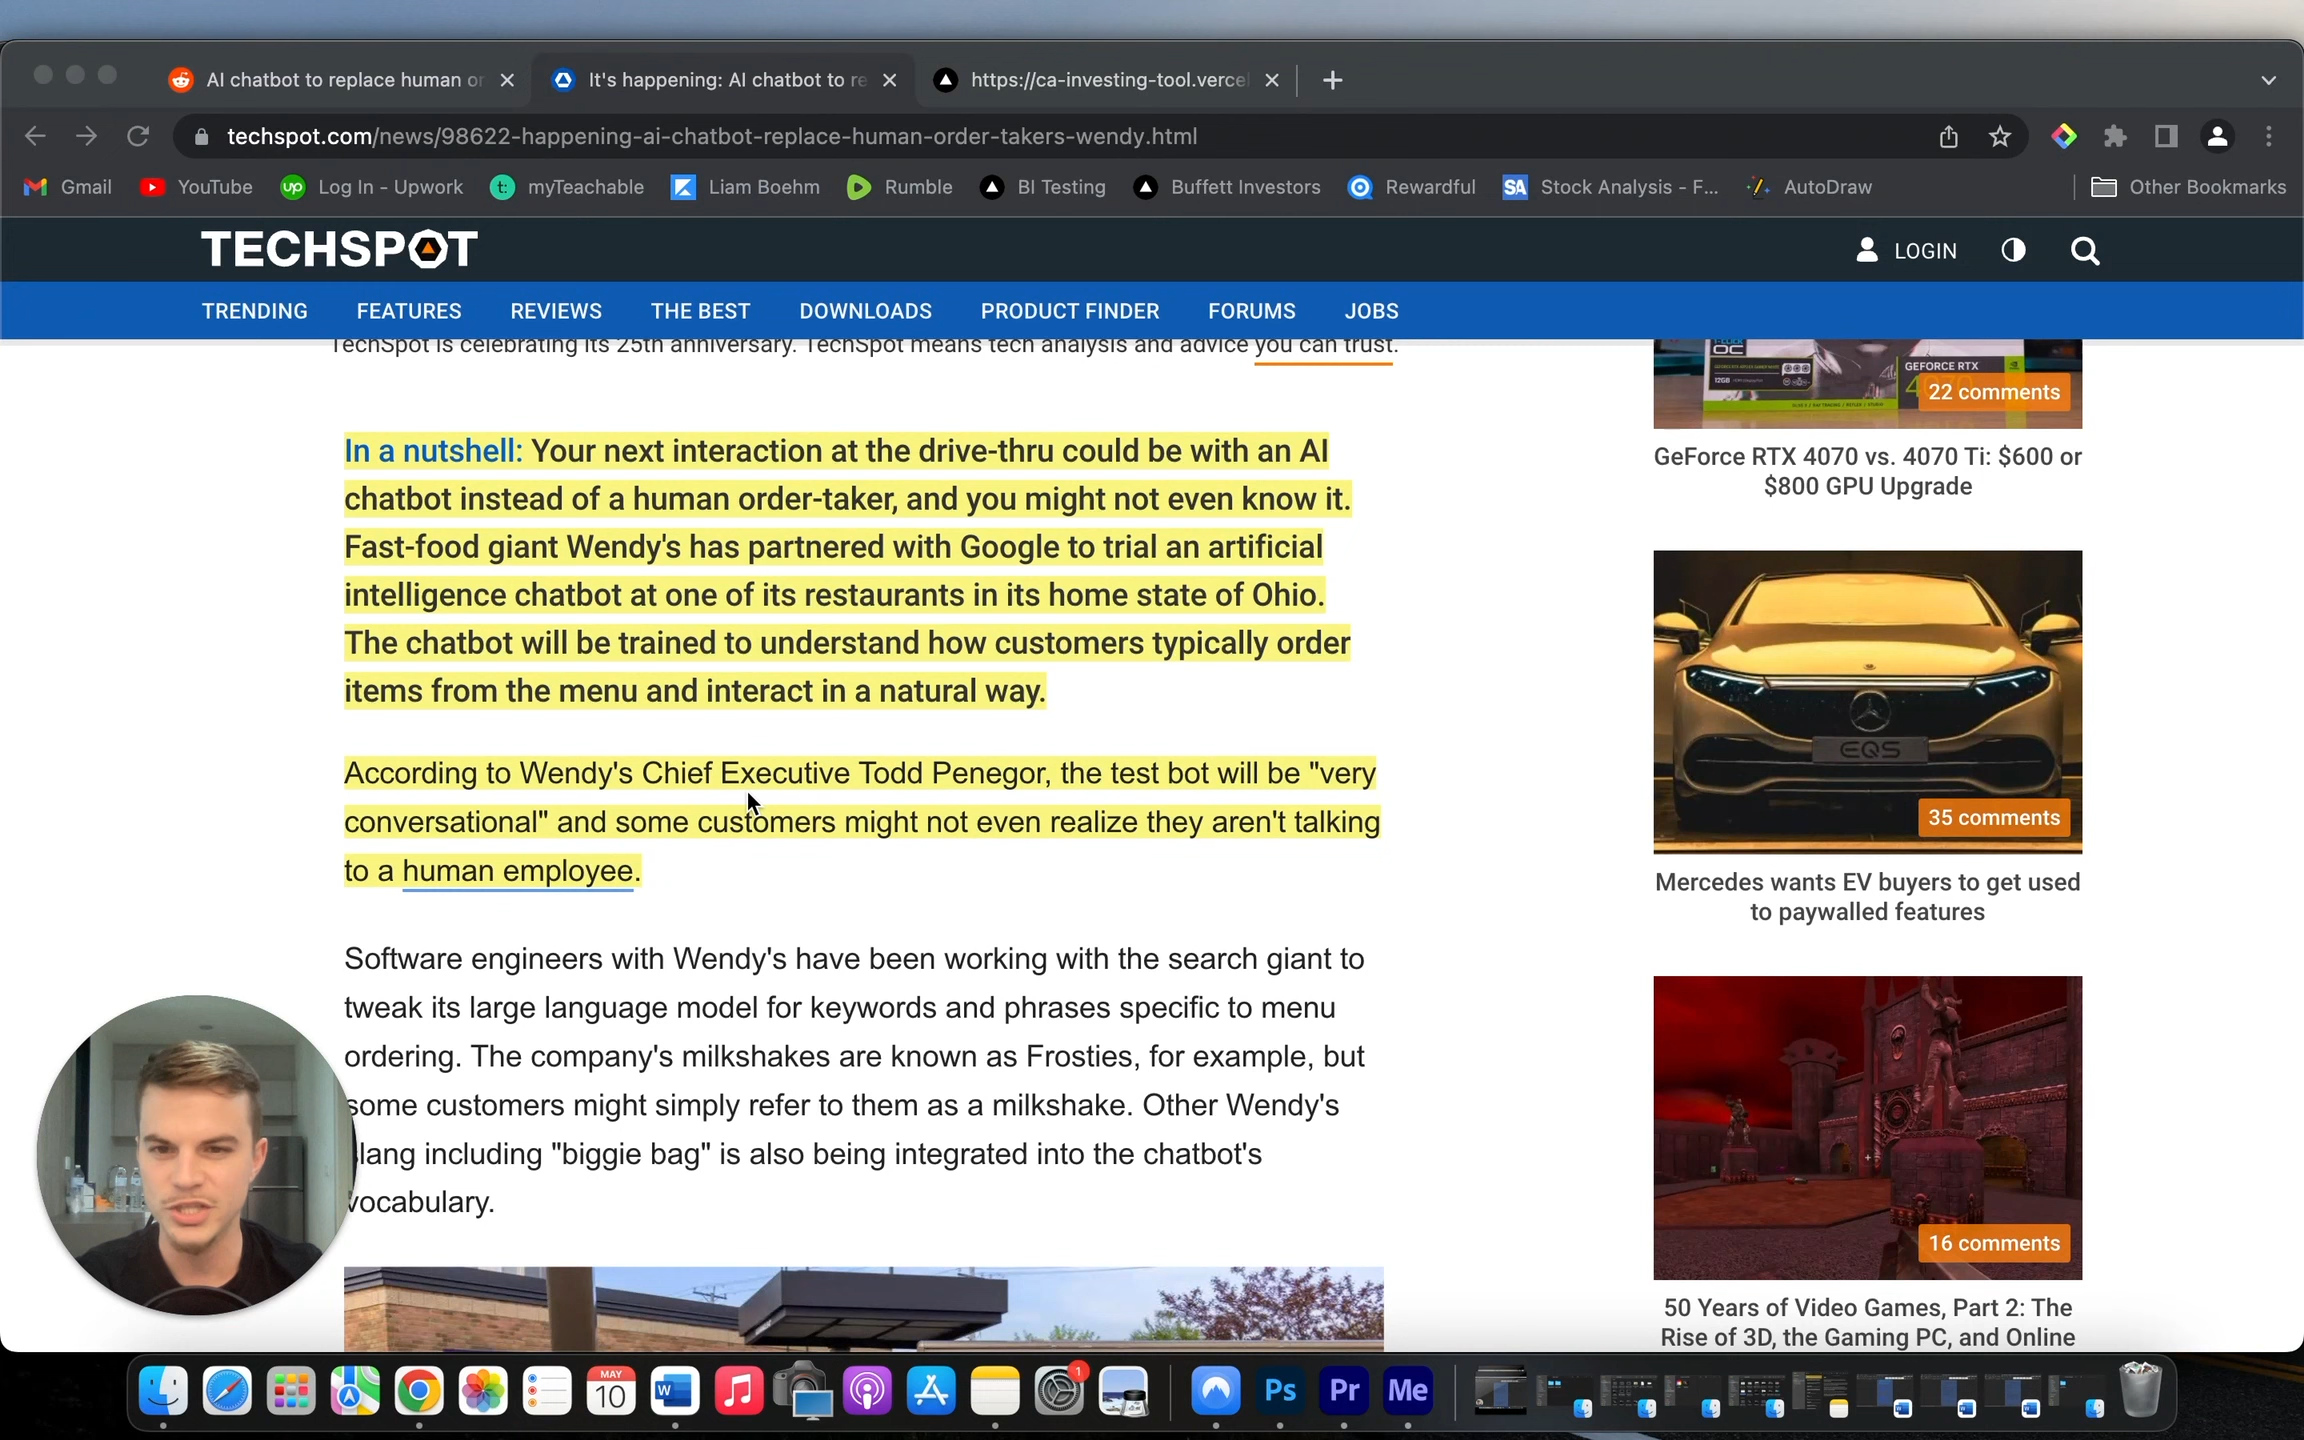 AI chatbot to replace human or
It's happening: AI chatbot to re
https://ca-investing-tool.vercel
techspot.com/news/98622-happening-ai-chatbot-replace-human-order-takers-wendy.html
Gmail YouTube Log In - Upwork myTeachable Liam Boehm Rumble BI Testing Buffett Investors Rewardful Stock Analysis - F... AutoDraw Other Bookmarks
TECHSPOT
LOGIN
TRENDING FEATURES REVIEWS THE BEST DOWNLOADS PRODUCT FINDER FORUMS JOBS
TechSpot is celebrating its 25th anniversary. TechSpot means tech analysis and advice you can trust.
In a nutshell: Your next interaction at the drive-thru could be with an AI
chatbot instead of a human order-taker, and you might not even know it.
Fast-food giant Wendy's has partnered with Google to trial an artificial
intelligence chatbot at one of its restaurants in its home state of Ohio.
The chatbot will be trained to understand how customers typically order
items from the menu and interact in a natural way.
According to Wendy's Chief Executive Todd Penegor, the test bot will be "very
conversational" and some customers might not even realize they aren't talking
to a human employee.
Software engineers with Wendy's have been working with the search giant to
tweak its large language model for keywords and phrases specific to menu
ordering. The company's milkshakes are known as Frosties, for example, but
some customers might simply refer to them as a milkshake. Other Wendy's
slang including "biggie bag" is also being integrated into the chatbot's
vocabulary.
OC
12GB
GEFORCE RTX
4070
22 comments
GeForce RTX 4070 vs. 4070 Ti: $600 or
$800 GPU Upgrade
EQS
35 comments
Mercedes wants EV buyers to get used
to paywalled features
16 comments
50 Years of Video Games, Part 2: The
Rise of 3D, the Gaming PC, and Online
MAY
10
W
1
Ps
Pr
Me